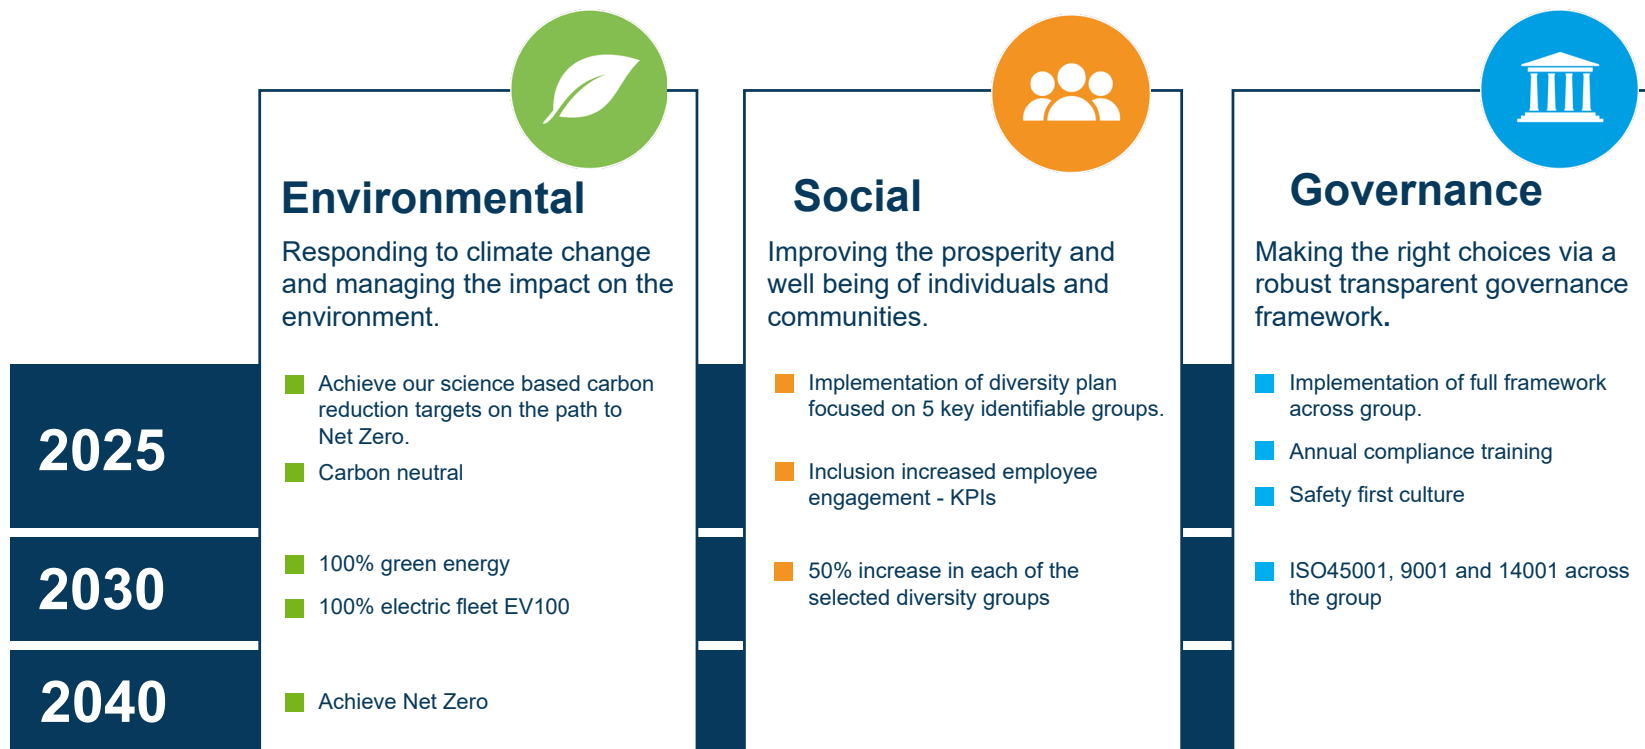 Environmental
Responding to climate change
and managing the impact on the
environment.
Social
Improving the prosperity and
well being of individuals and
communities.
Governance
Making the right choices via a
robust transparent governance
framework.
2025
Achieve our science based carbon
reduction targets on the path to
Net Zero.
Carbon neutral
Implementation of diversity plan
focused on 5 key identifiable groups.
Inclusion increased employee
engagement - KPIs
Implementation of full framework
across group.
Annual compliance training
Safety first culture
2030
100% green energy
100% electric fleet EV100
50% increase in each of the
selected diversity groups
ISO45001, 9001 and 14001 across
the group
2040
Achieve Net Zero